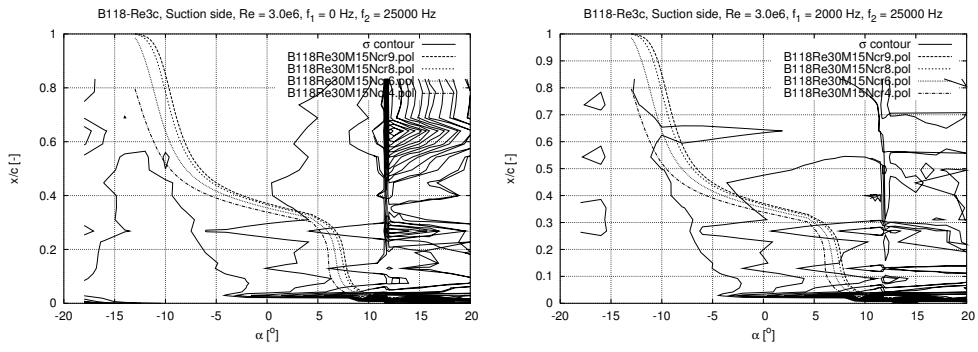 B118-Re3c, Suction side, Re = 3.0e6, f1 = 0 Hz, f2 = 25000 Hz
σ contour
B118Re30M15Ncr9.pol
B118Re30M15Ncr8.pol
B118Re30M15Ncr6.pol
B118Re30M15Ncr4.pol
x/c [-]
1
0.8
0.6
0.4
0.2
0
-20 -15 -10 -5 0 5 10 15 20
α [o]
B118-Re3c, Suction side, Re = 3.0e6, f1 = 2000 Hz, f2 = 25000 Hz
σ contour
B118Re30M15Ncr9.pol
B118Re30M15Ncr8.pol
B118Re30M15Ncr6.pol
B118Re30M15Ncr4.pol
x/c [-]
1
0.9
0.8
0.7
0.6
0.5
0.4
0.3
0.2
0.1
0
-20 -15 -10 -5 0 5 10 15 20
α [o]